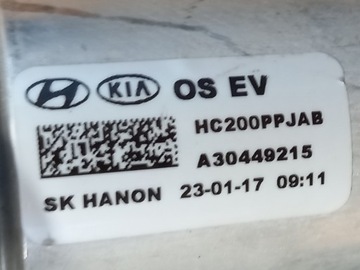 KIA OS EV
HC200PPJAB
A30449215
SK HANON 23-01-17 09:11